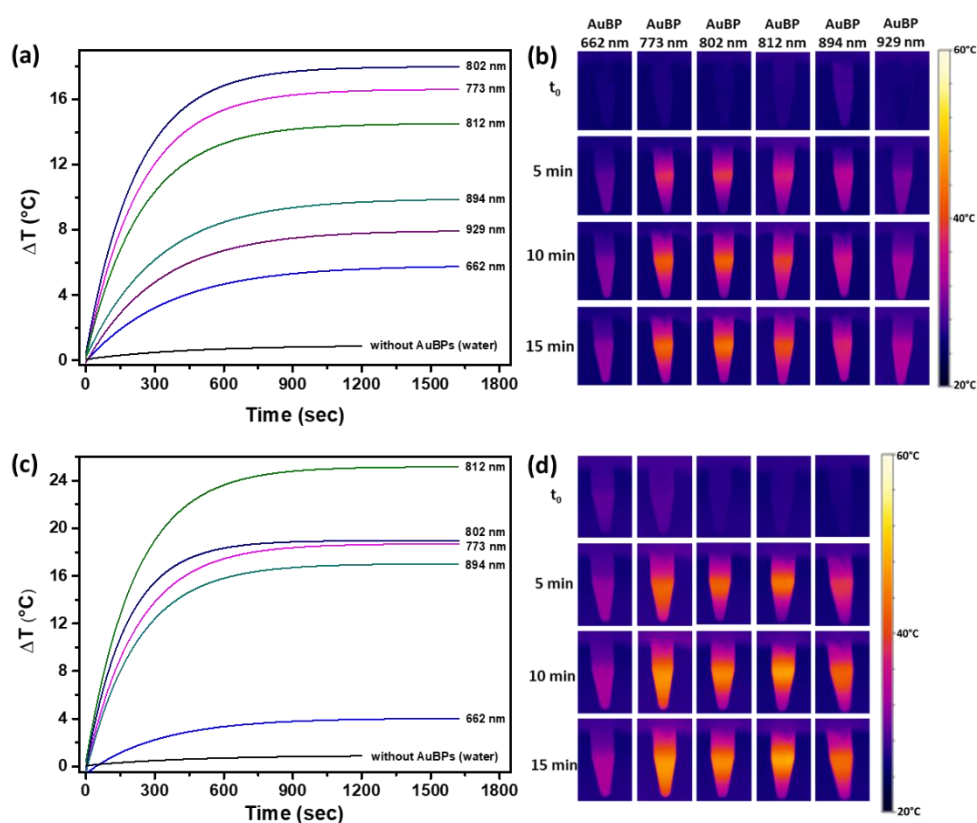 (a)
802 nm
773 nm
812 nm
894 nm
929 nm
662 nm
without AuBPs (water)
16
12
8
4
0
ΔT (°C)
0 300 600 900 1200 1500 1800
Time (sec)
(b)
AuBP AuBP AuBP AuBP AuBP AuBP
662 nm 773 nm 802 nm 812 nm 894 nm 929 nm
t0
5 min
10 min
15 min
60°C
40°C
20°C
(c)
812 nm
802 nm
773 nm
894 nm
662 nm
without AuBPs (water)
24
20
16
12
8
4
0
ΔT (°C)
0 300 600 900 1200 1500 1800
Time (sec)
(d)
t0
5 min
10 min
15 min
60°C
40°C
20°C